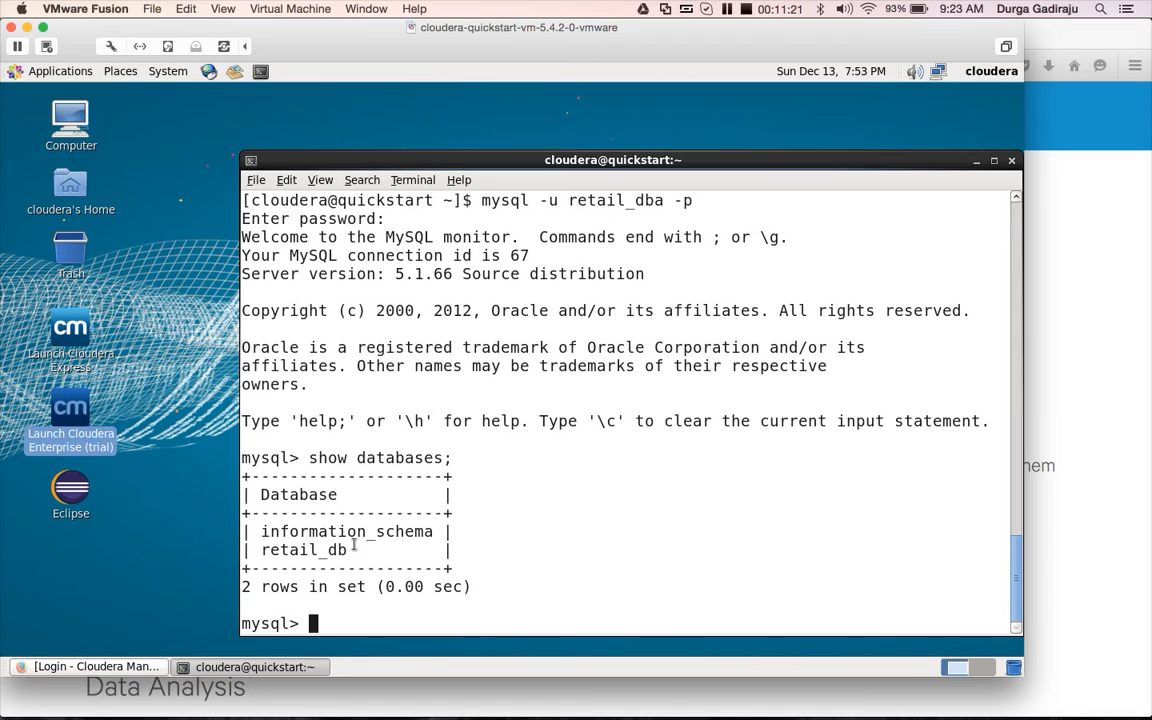 VMware Fusion File Edit View Virtual Machine Window Help 00:11:21 93% 9:23 AM Durga Gadiraju
cloudera-quickstart-vm-5.4.2-0-vmware
Applications Places System Sun Dec 13, 7:53 PM cloudera
Computer
cloudera's Home
Trash
Launch Cloudera
Express
Launch Cloudera
Enterprise (trial)
Eclipse
cloudera@quickstart:~
File Edit View Search Terminal Help
[cloudera@quickstart ~]$ mysql -u retail_dba -p
Enter password:
Welcome to the MySQL monitor.  Commands end with ; or \g.
Your MySQL connection id is 67
Server version: 5.1.66 Source distribution
Copyright (c) 2000, 2012, Oracle and/or its affiliates. All rights reserved.
Oracle is a registered trademark of Oracle Corporation and/or its
affiliates. Other names may be trademarks of their respective
owners.
Type 'help;' or '\h' for help. Type '\c' to clear the current input statement.
mysql> show databases;
+--------------------+
| Database           |
+--------------------+
| information_schema |
| retail_db          |
+--------------------+
2 rows in set (0.00 sec)
mysql>
[Login - Cloudera Man... cloudera@quickstart:~
Data Analysis